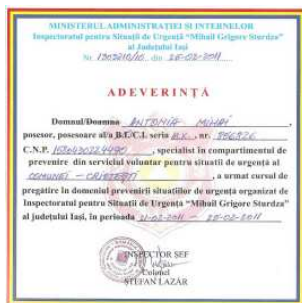 MINISTERUL ADMINISTRAȚIEI ȘI INTERNELOR
Inspectoratul pentru Situații de Urgență "Mihail Grigore Sturdza"
al Județului Iași
Nr. din 25-02-2011
ADEVERINȚĂ
Domnul/Doamna ANTOMIA MIHAI
posesor, posesoare al/a B.I./C.I. seria MX, nr.
C.N.P. , specialist în compartimentul de
prevenire din serviciul voluntar pentru situatii de urgență al
COMUNEI - CRISTEȘTI, a urmat cursul de
pregătire în domeniul prevenirii situațiilor de urgență organizat de
Inspectoratul pentru Situații de Urgență "Mihail Grigore Sturdza"
al județului Iași, în perioada 21-02-2011 - 25-02-2011
INSPECTOR ȘEF
Colonel
ȘTEFAN LAZĂR